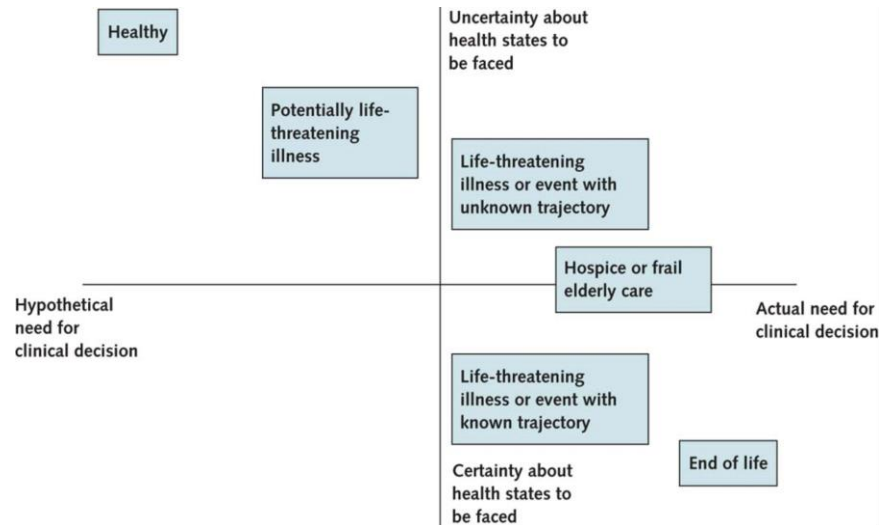 Healthy
Uncertainty about
health states to
be faced
Potentially life-
threatening
illness
Life-threatening
illness or event with
unknown trajectory
Hospice or frail
elderly care
Hypothetical
need for
clinical decision
Actual need for
clinical decision
Life-threatening
illness or event with
known trajectory
End of life
Certainty about
health states to
be faced